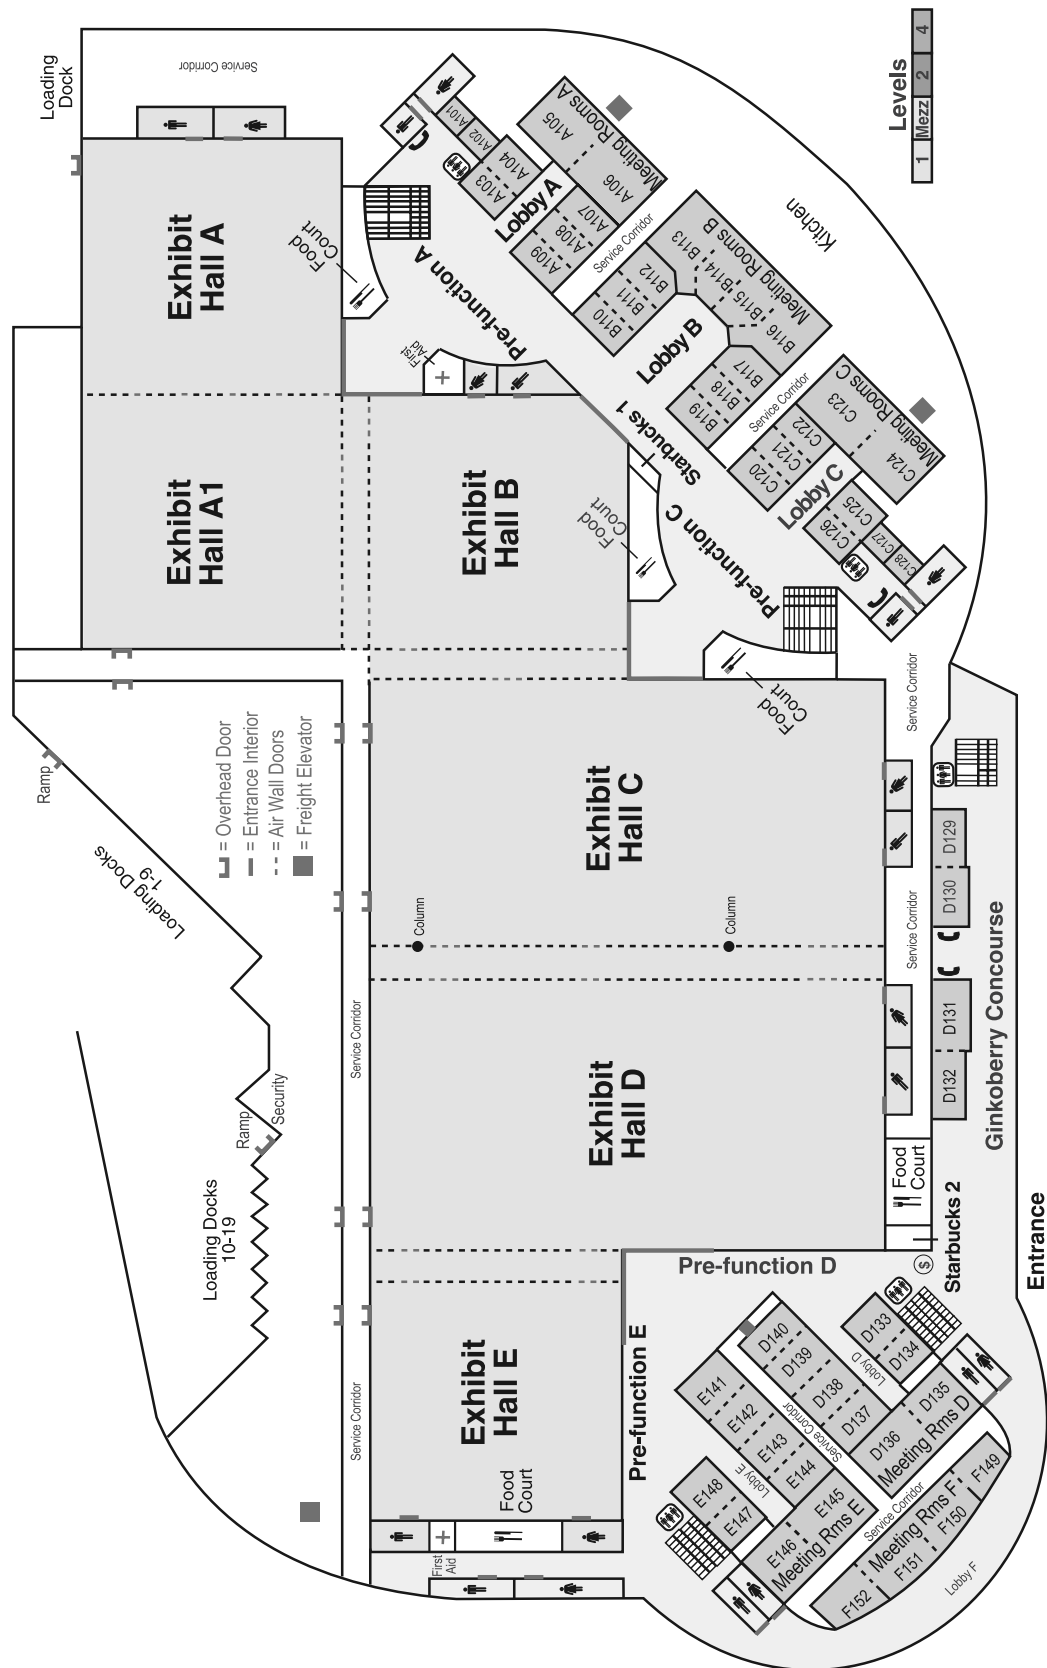 Loading
Dock
Service Corridor
Levels
1
Mezz
2
4
Exhibit
Hall A
Food
Court
Pre-function A
First
Aid
A101
A102
A103
A104
Lobby A
A105
A106
Meeting Rooms A
A107
A108
A109
Service Corridor
Kitchen
B110
B111
B112
B113
B114
B115
B116
Meeting Rooms B
Lobby B
B117
B118
B119
Service Corridor
Starbucks 1
Exhibit
Hall A1
Exhibit
Hall B
Food
Court
Pre-function C
C120
C121
C122
C123
C124
Meeting Rooms C
Lobby C
C125
C126
C127
C128
Food
Court
Service Corridor
Ramp
Loading Docks
1-9
= Overhead Door
= Entrance Interior
= Air Wall Doors
= Freight Elevator
Exhibit
Hall C
Column
Column
Service Corridor
D129
D130
D131
D132
Ginkoberry Concourse
Service Corridor
Exhibit
Hall D
Ramp
Security
Loading Docks
10-19
Food
Court
Starbucks 2
$
Entrance
Pre-function D
Pre-function E
Exhibit
Hall E
Service Corridor
Food
Court
First
Aid
D133
D134
Lobby D
D135
D136
Meeting Rms D
D137
D138
D139
D140
Service Corridor
E141
E142
E143
E144
Lobby E
E145
E146
Meeting Rms E
E147
E148
Service Corridor
Meeting Rms F
F149
F150
F151
F152
Lobby F